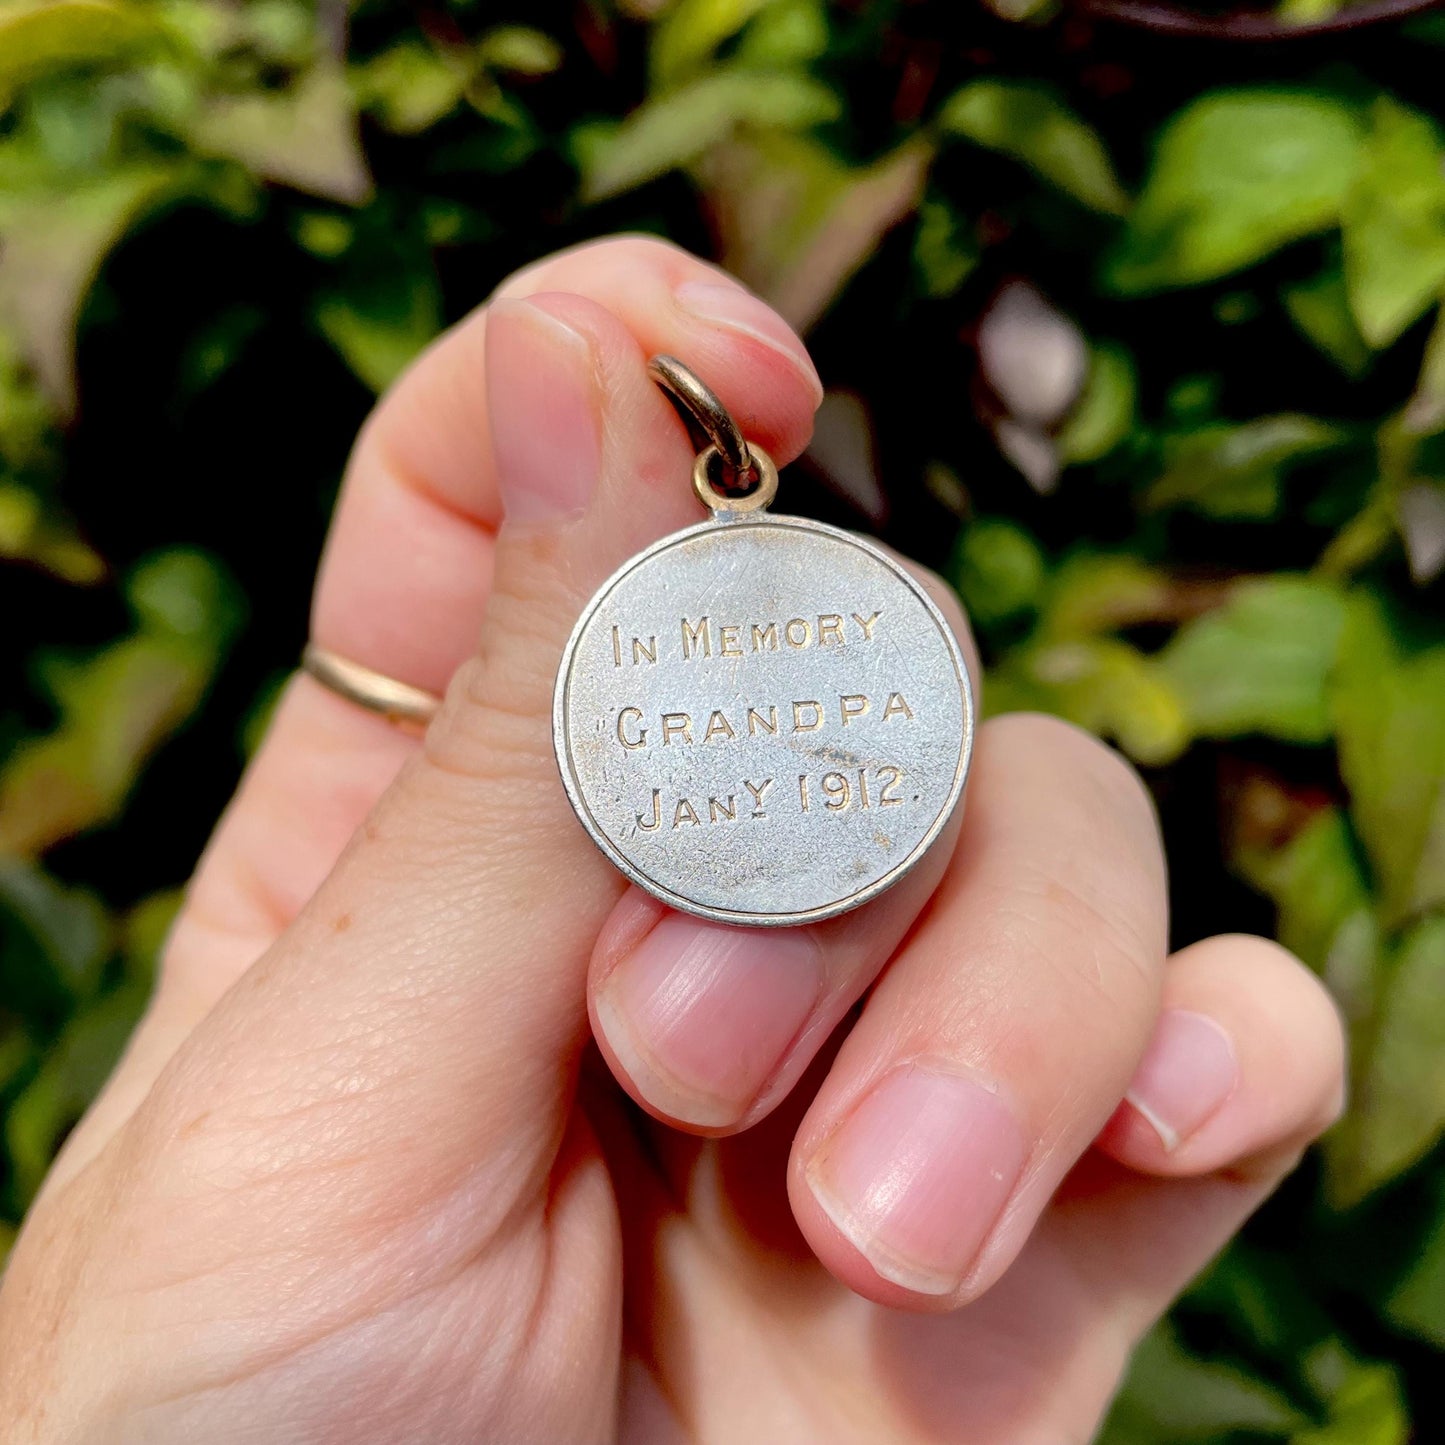 In Memory
Grandpa
Jany 1912.